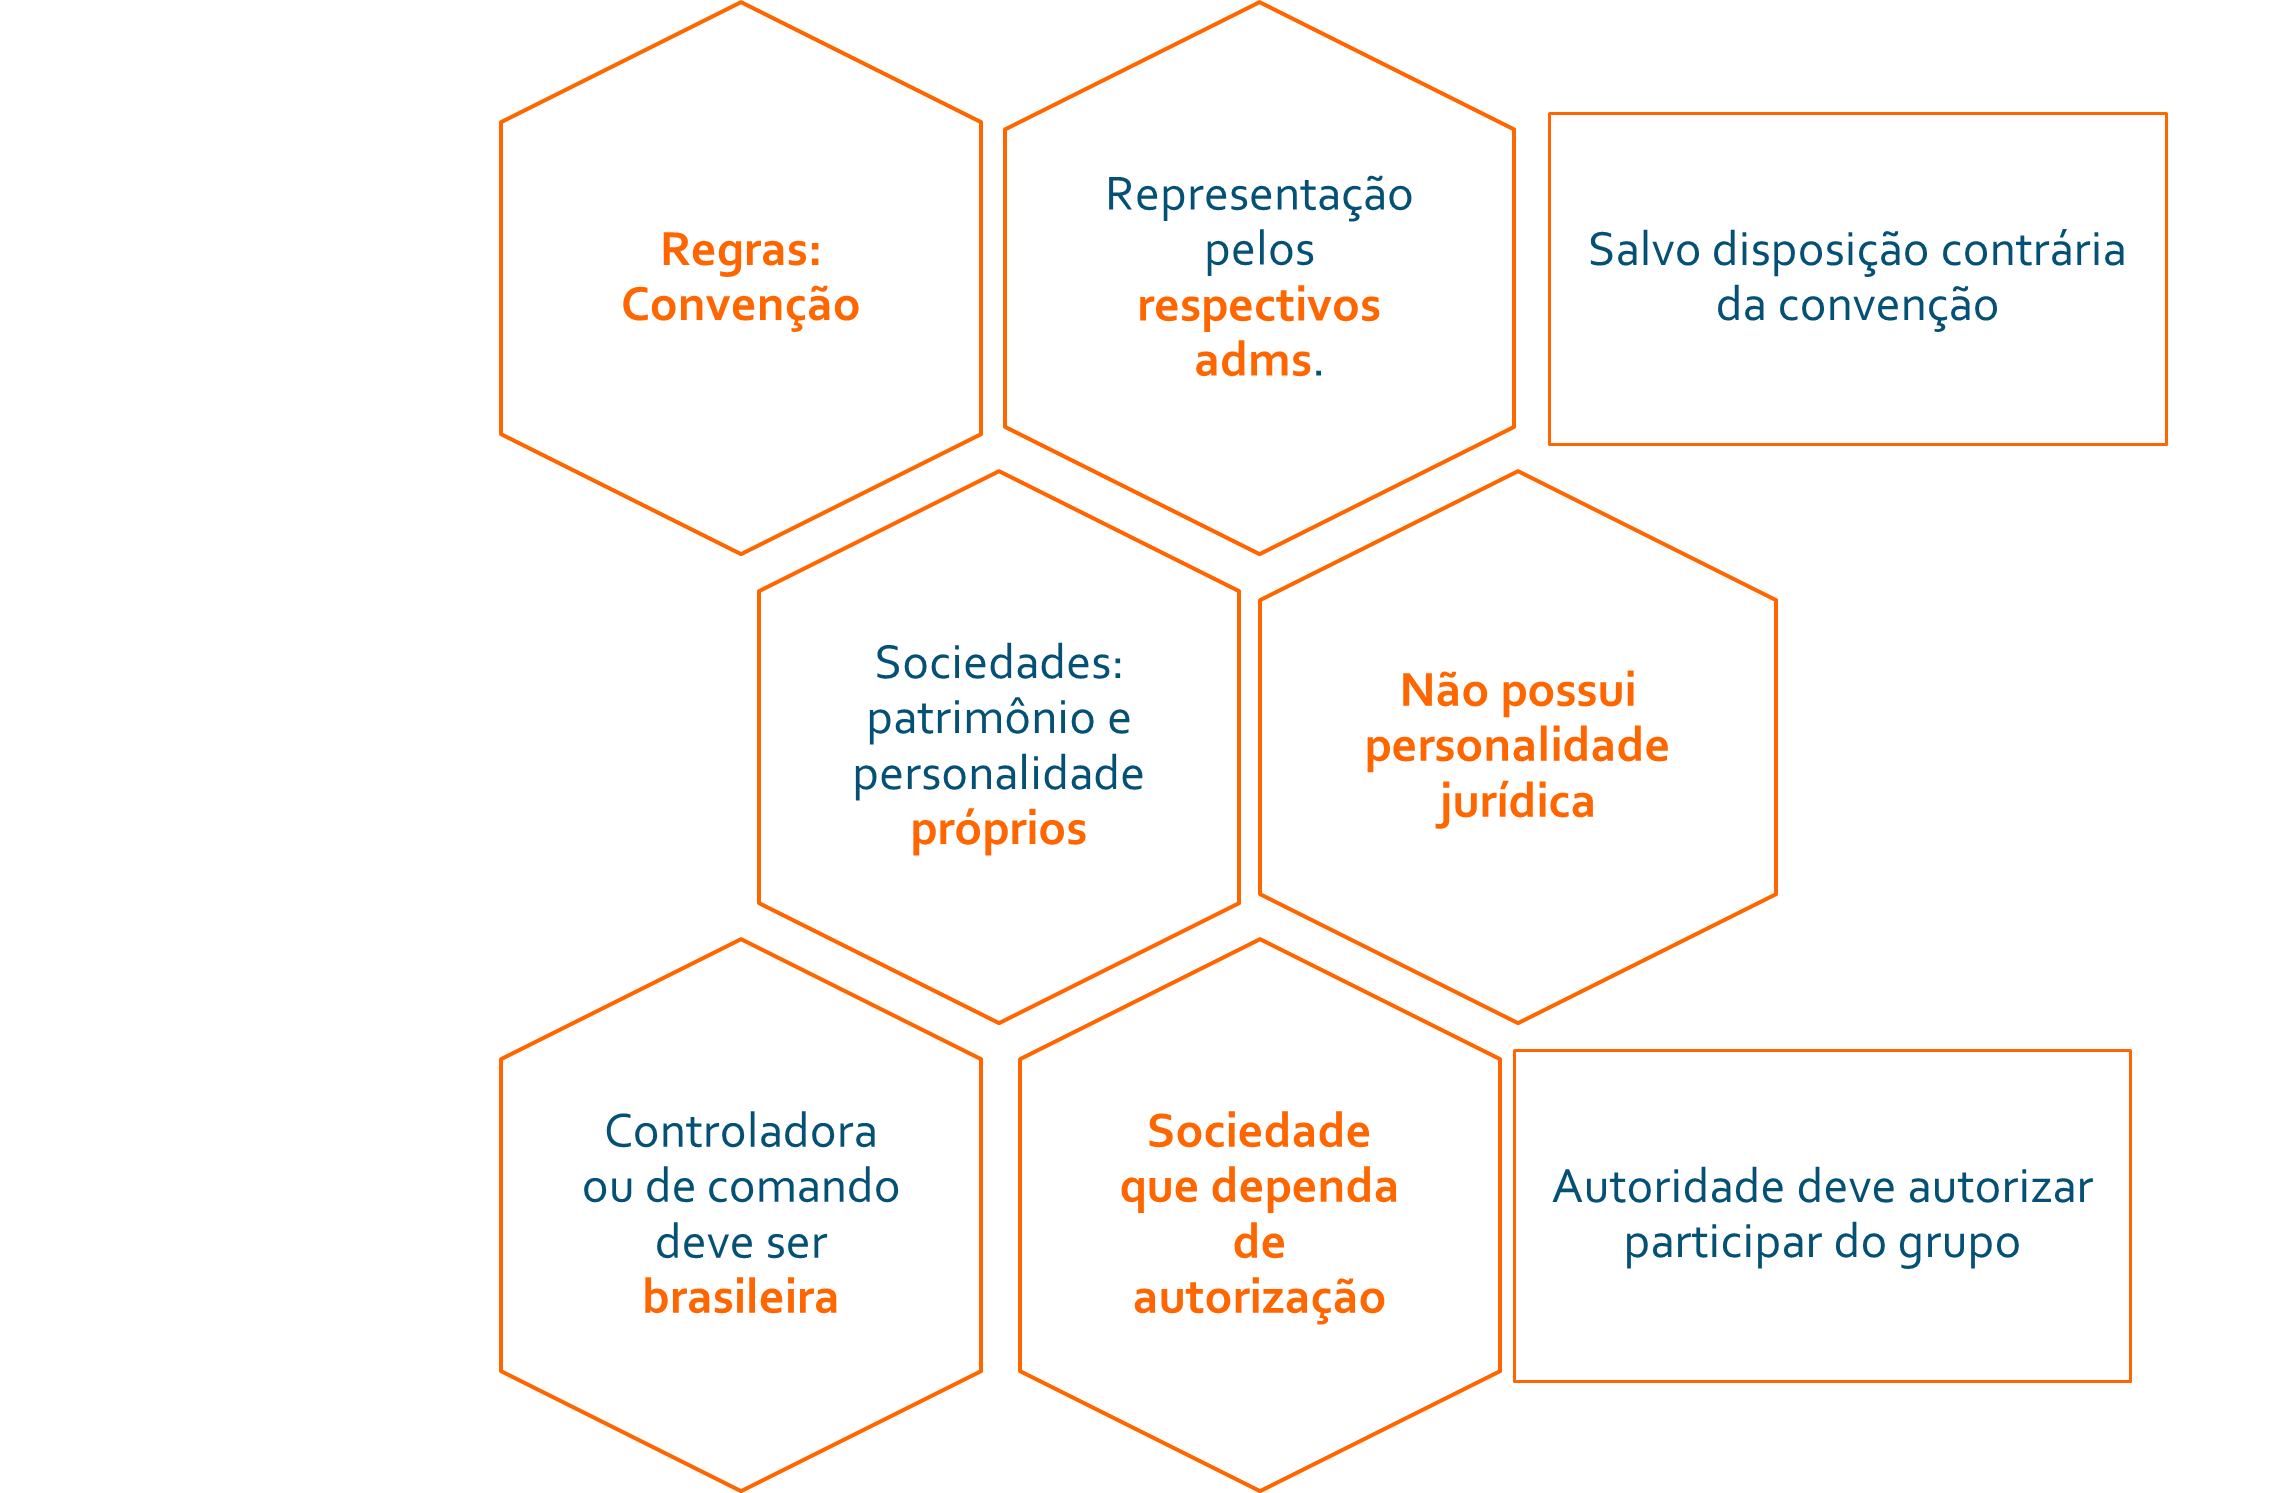 Regras:
Convenção
Representação
pelos
respectivos
adms.
Salvo disposição contrária
da convenção
Sociedades:
patrimônio e
personalidade
próprios
Não possui
personalidade
jurídica
Controladora
ou de comando
deve ser
brasileira
Sociedade
que depende
de
autorização
Autoridade deve autorizar
participar do grupo